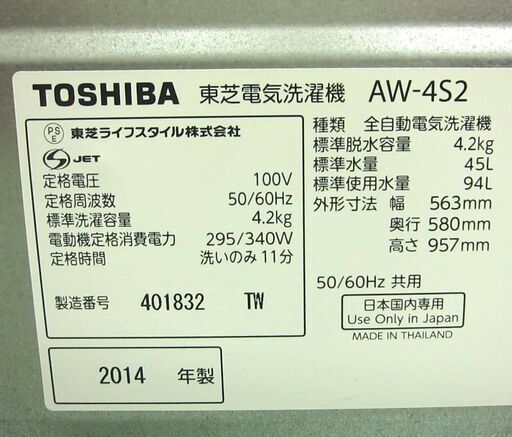 TOSHIBA 東芝電気洗濯機 AW-4S2
PSE 東芝ライフスタイル株式会社
S JET
定格電圧 100V
定格周波数 50/60Hz
標準洗濯容量 4.2kg
電動機定格消費電力 295/340W
定格時間 洗いのみ 11分
製造番号 401832 TW
2014 年製
種類 全自動電気洗濯機
標準脱水容量 4.2kg
標準水量 45L
標準使用水量 94L
外形寸法 幅 563mm
奥行 580mm
高さ 957mm
50/60Hz 共用
日本国内専用
Use Only in Japan
MADE IN THAILAND